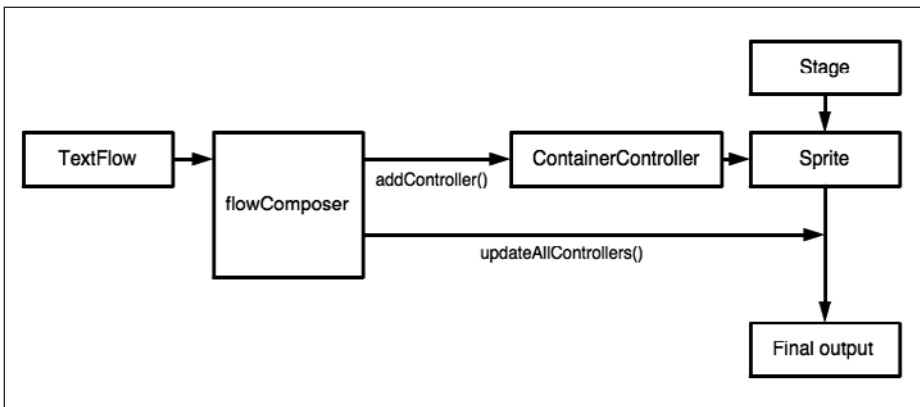 Stage
TextFlow
flowComposer
addController()
ContainerController
Sprite
updateAllControllers()
Final output